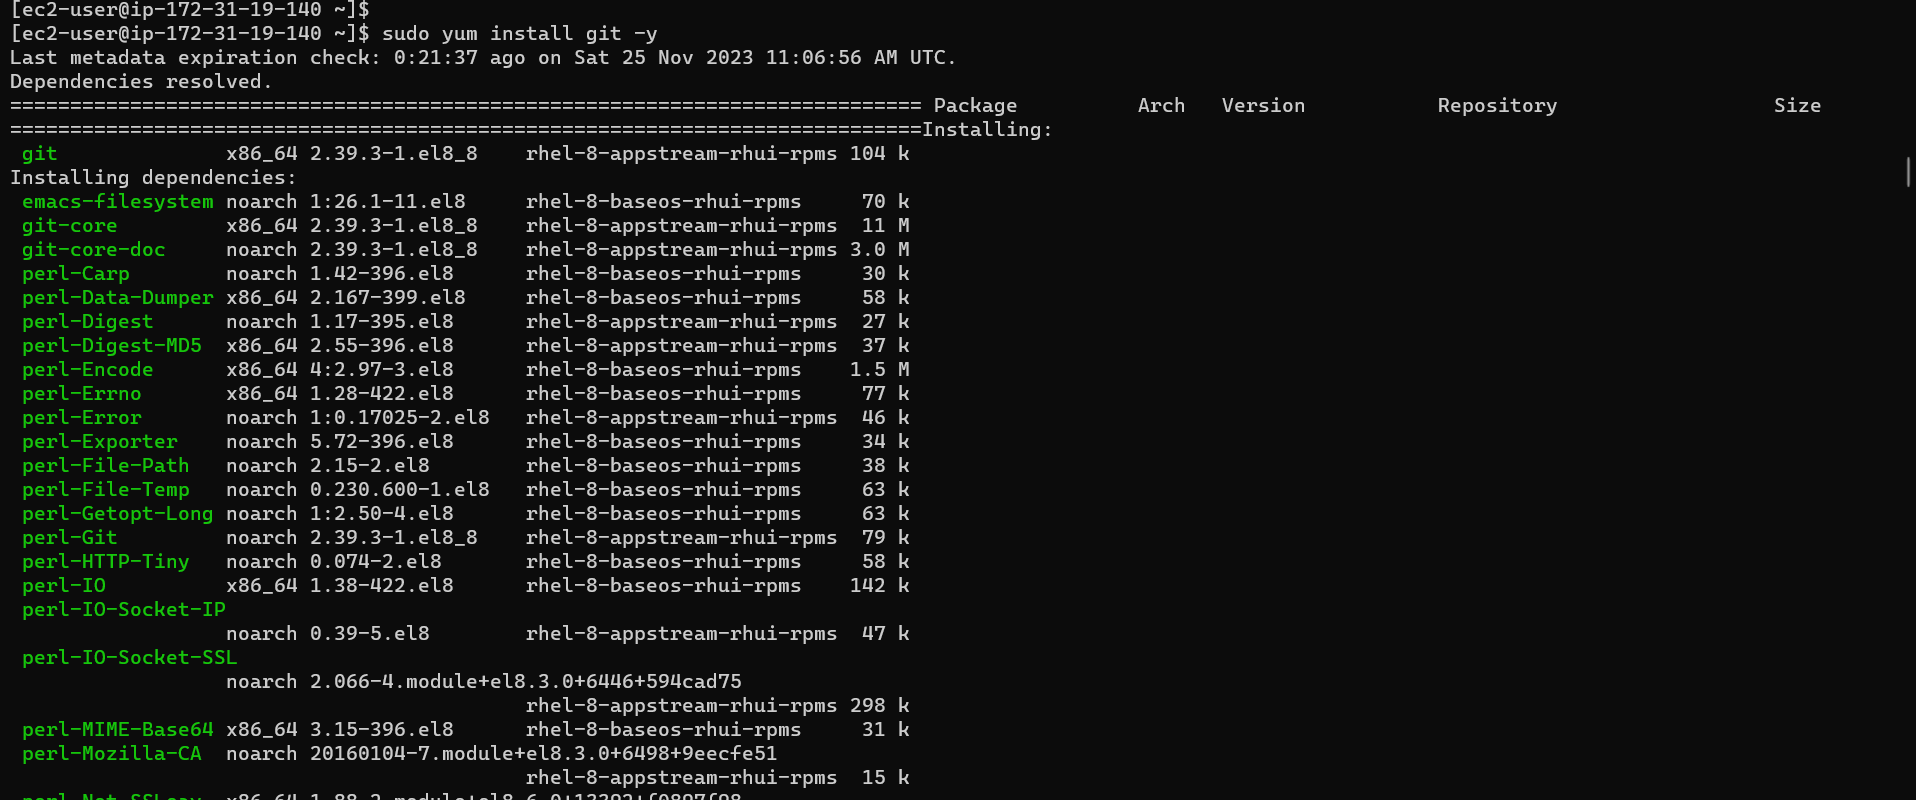 [ec2-user@ip-172-31-19-140 ~]$
[ec2-user@ip-172-31-19-140 ~]$ sudo yum install git -y
Last metadata expiration check: 0:21:37 ago on Sat 25 Nov 2023 11:06:56 AM UTC.
Dependencies resolved.
============================================================================ Package          Arch   Version           Repository                  Size
============================================================================Installing:
 git              x86_64 2.39.3-1.el8_8    rhel-8-appstream-rhui-rpms 104 k
Installing dependencies:
 emacs-filesystem noarch 1:26.1-11.el8     rhel-8-baseos-rhui-rpms     70 k
 git-core         x86_64 2.39.3-1.el8_8    rhel-8-appstream-rhui-rpms  11 M
 git-core-doc     noarch 2.39.3-1.el8_8    rhel-8-appstream-rhui-rpms 3.0 M
 perl-Carp        noarch 1.42-396.el8      rhel-8-baseos-rhui-rpms     30 k
 perl-Data-Dumper x86_64 2.167-399.el8     rhel-8-baseos-rhui-rpms     58 k
 perl-Digest      noarch 1.17-395.el8      rhel-8-appstream-rhui-rpms  27 k
 perl-Digest-MD5  x86_64 2.55-396.el8      rhel-8-appstream-rhui-rpms  37 k
 perl-Encode      x86_64 4:2.97-3.el8      rhel-8-baseos-rhui-rpms    1.5 M
 perl-Errno       x86_64 1.28-422.el8      rhel-8-baseos-rhui-rpms     77 k
 perl-Error       noarch 1:0.17025-2.el8   rhel-8-appstream-rhui-rpms  46 k
 perl-Exporter    noarch 5.72-396.el8      rhel-8-baseos-rhui-rpms     34 k
 perl-File-Path   noarch 2.15-2.el8        rhel-8-baseos-rhui-rpms     38 k
 perl-File-Temp   noarch 0.230.600-1.el8   rhel-8-baseos-rhui-rpms     63 k
 perl-Getopt-Long noarch 1:2.50-4.el8      rhel-8-baseos-rhui-rpms     63 k
 perl-Git         noarch 2.39.3-1.el8_8    rhel-8-appstream-rhui-rpms  79 k
 perl-HTTP-Tiny   noarch 0.074-2.el8       rhel-8-baseos-rhui-rpms     58 k
 perl-IO          x86_64 1.38-422.el8      rhel-8-baseos-rhui-rpms    142 k
 perl-IO-Socket-IP
                  noarch 0.39-5.el8        rhel-8-appstream-rhui-rpms  47 k
 perl-IO-Socket-SSL
                  noarch 2.066-4.module+el8.3.0+6446+594cad75
                                           rhel-8-appstream-rhui-rpms 298 k
 perl-MIME-Base64 x86_64 3.15-396.el8      rhel-8-baseos-rhui-rpms     31 k
 perl-Mozilla-CA  noarch 20160104-7.module+el8.3.0+6498+9eecfe51
                                           rhel-8-appstream-rhui-rpms  15 k
 perl-Net-SSLeay  x86_64